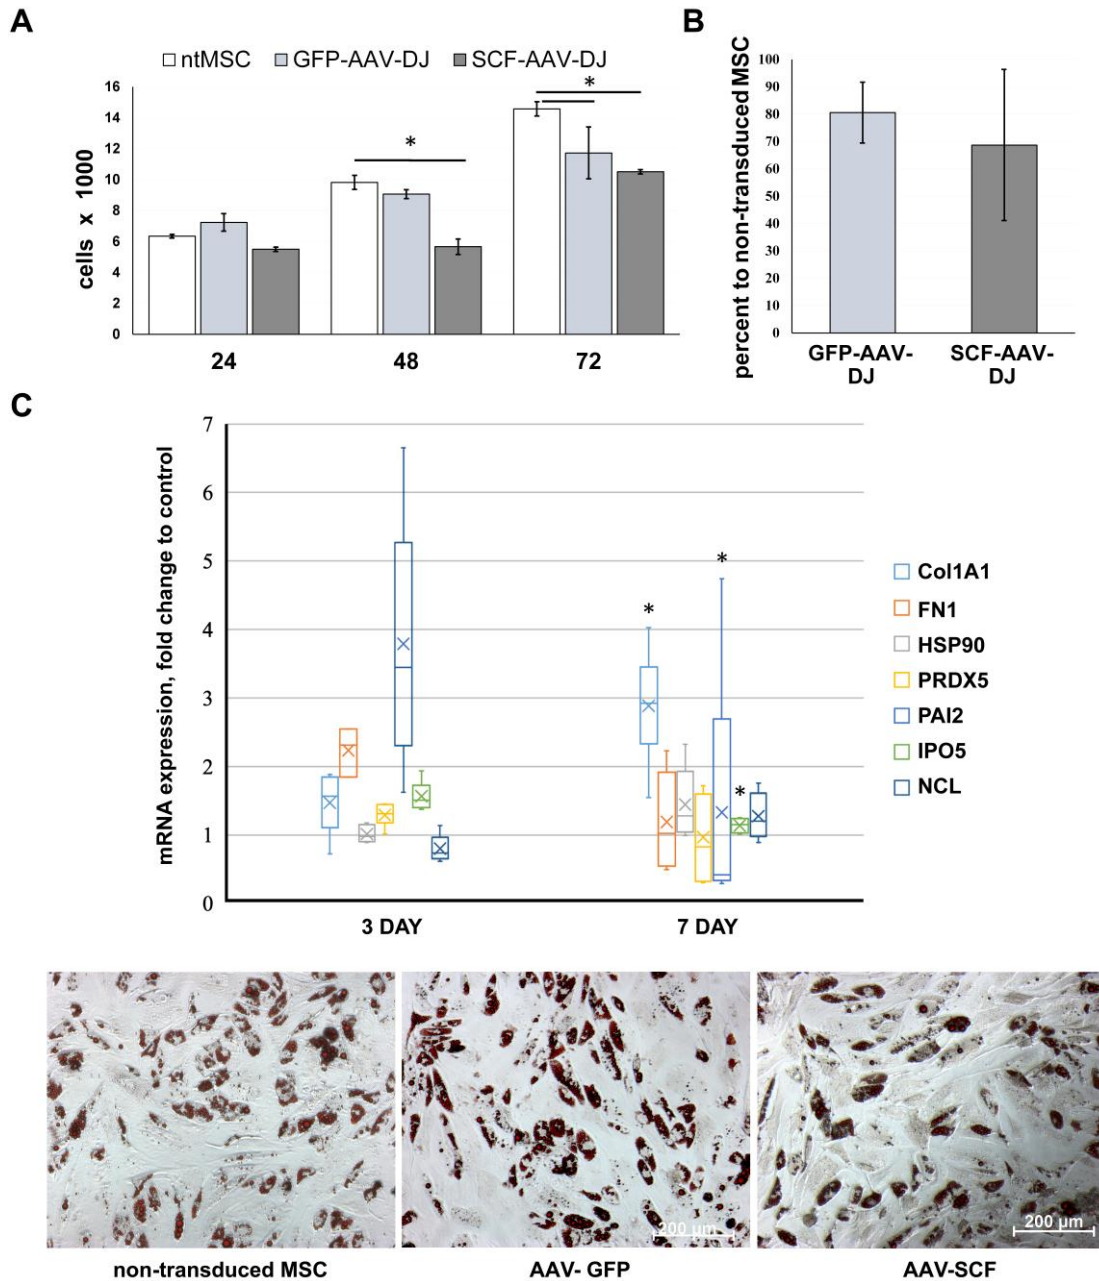 A
ntMSC GFP-AAV-DJ SCF-AAV-DJ
cells x 1000
16
14
12
10
8
6
4
2
0
*
*
24 48 72
B
percent to non-transduced MSC
100
90
80
70
60
50
40
30
20
10
0
GFP-AAV-
DJ
SCF-AAV-
DJ
C
mRNA expression, fold change to control
7
6
5
4
3
2
1
0
*
*
*
3 DAY 7 DAY
Col1A1
FN1
HSP90
PRDX5
PAI2
IPO5
NCL
200 µm
200 µm
non-transduced MSC AAV- GFP AAV-SCF